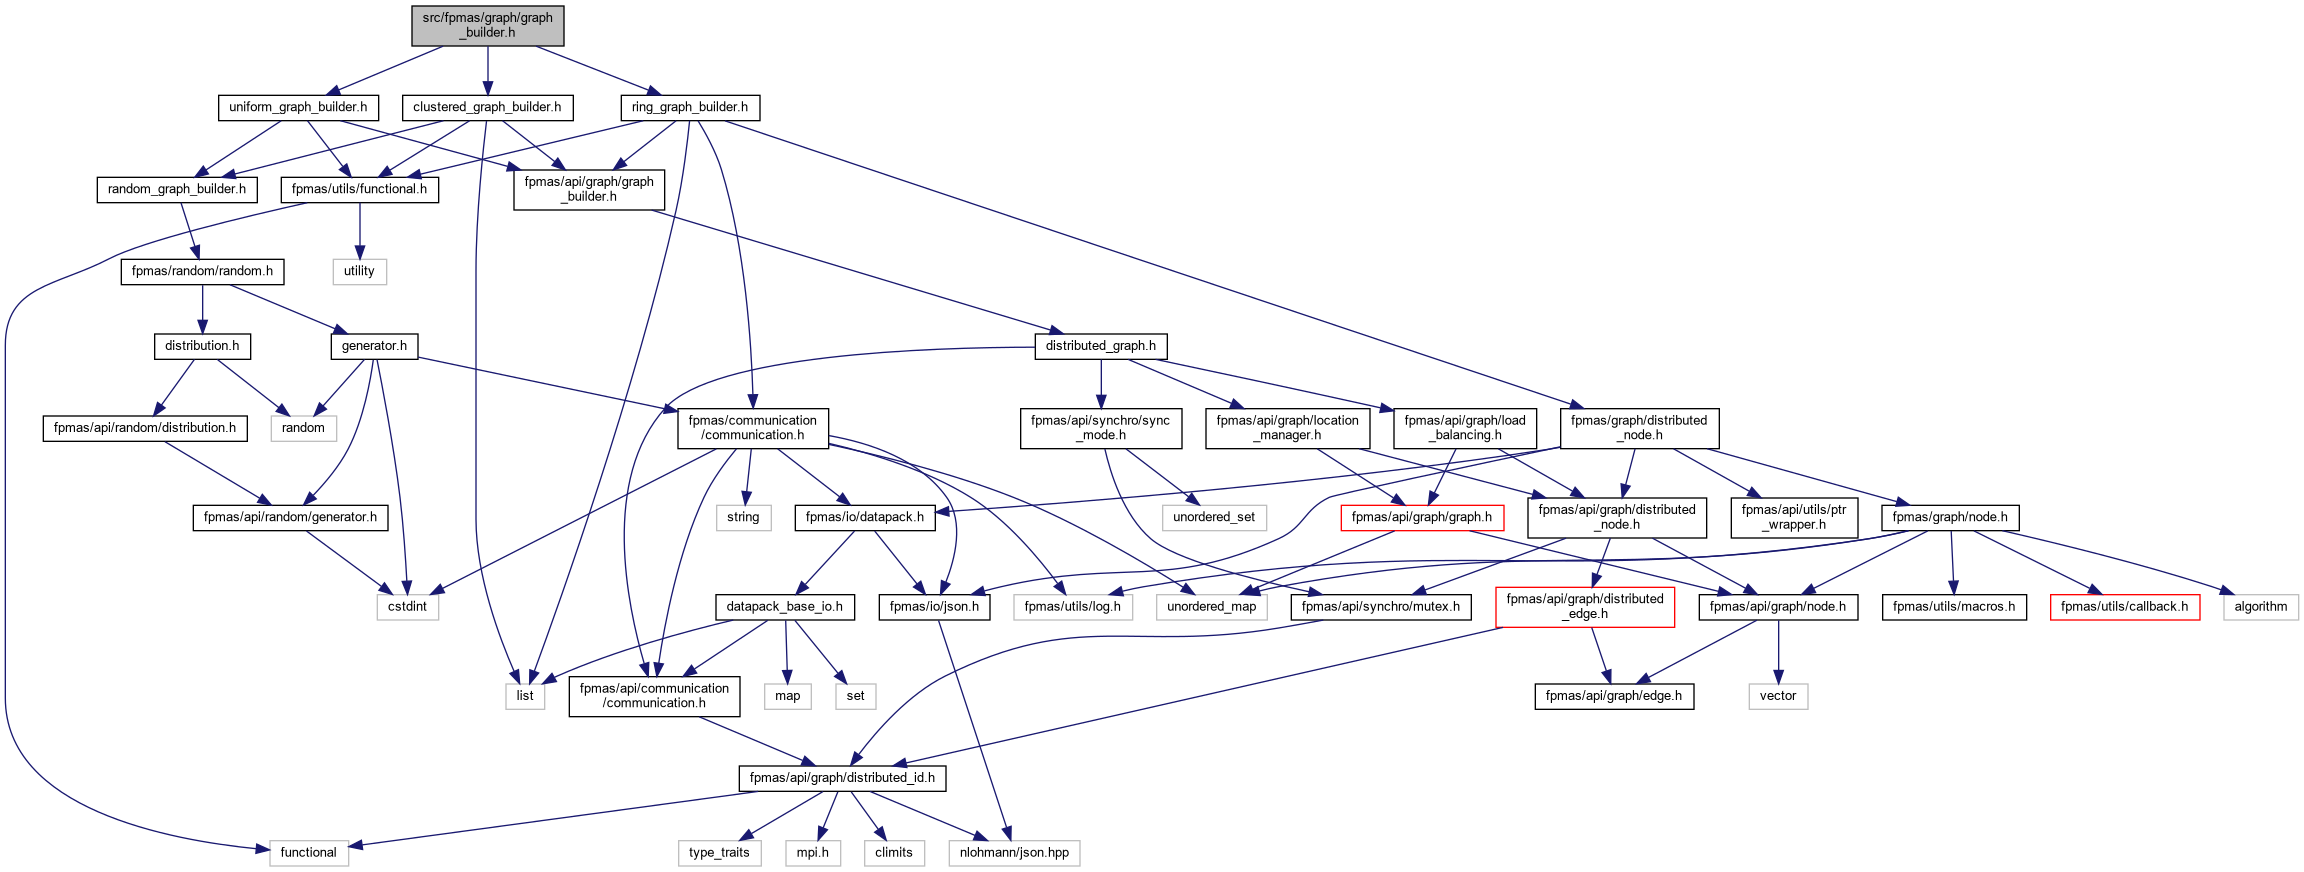 src/fpmas/graph/graph
_builder.h
uniform_graph_builder.h
clustered_graph_builder.h
ring_graph_builder.h
random_graph_builder.h
fpmas/utils/functional.h
fpmas/api/graph/graph
_builder.h
fpmas/random/random.h
utility
distribution.h
generator.h
distributed_graph.h
fpmas/api/random/distribution.h
random
fpmas/communication
/communication.h
fpmas/api/synchro/sync
_mode.h
fpmas/api/graph/location
_manager.h
fpmas/api/graph/load
_balancing.h
fpmas/graph/distributed
_node.h
fpmas/api/random/generator.h
string
fpmas/io/datapack.h
unordered_set
fpmas/api/graph/graph.h
fpmas/api/graph/distributed
_node.h
fpmas/api/utils/ptr
_wrapper.h
fpmas/graph/node.h
cstdint
datapack_base_io.h
fpmas/io/json.h
fpmas/utils/log.h
unordered_map
fpmas/api/synchro/mutex.h
fpmas/api/graph/distributed
_edge.h
fpmas/api/graph/node.h
fpmas/utils/macros.h
fpmas/utils/callback.h
algorithm
list
fpmas/api/communication
/communication.h
map
set
fpmas/api/graph/edge.h
vector
fpmas/api/graph/distributed_id.h
functional
type_traits
mpi.h
climits
nlohmann/json.hpp